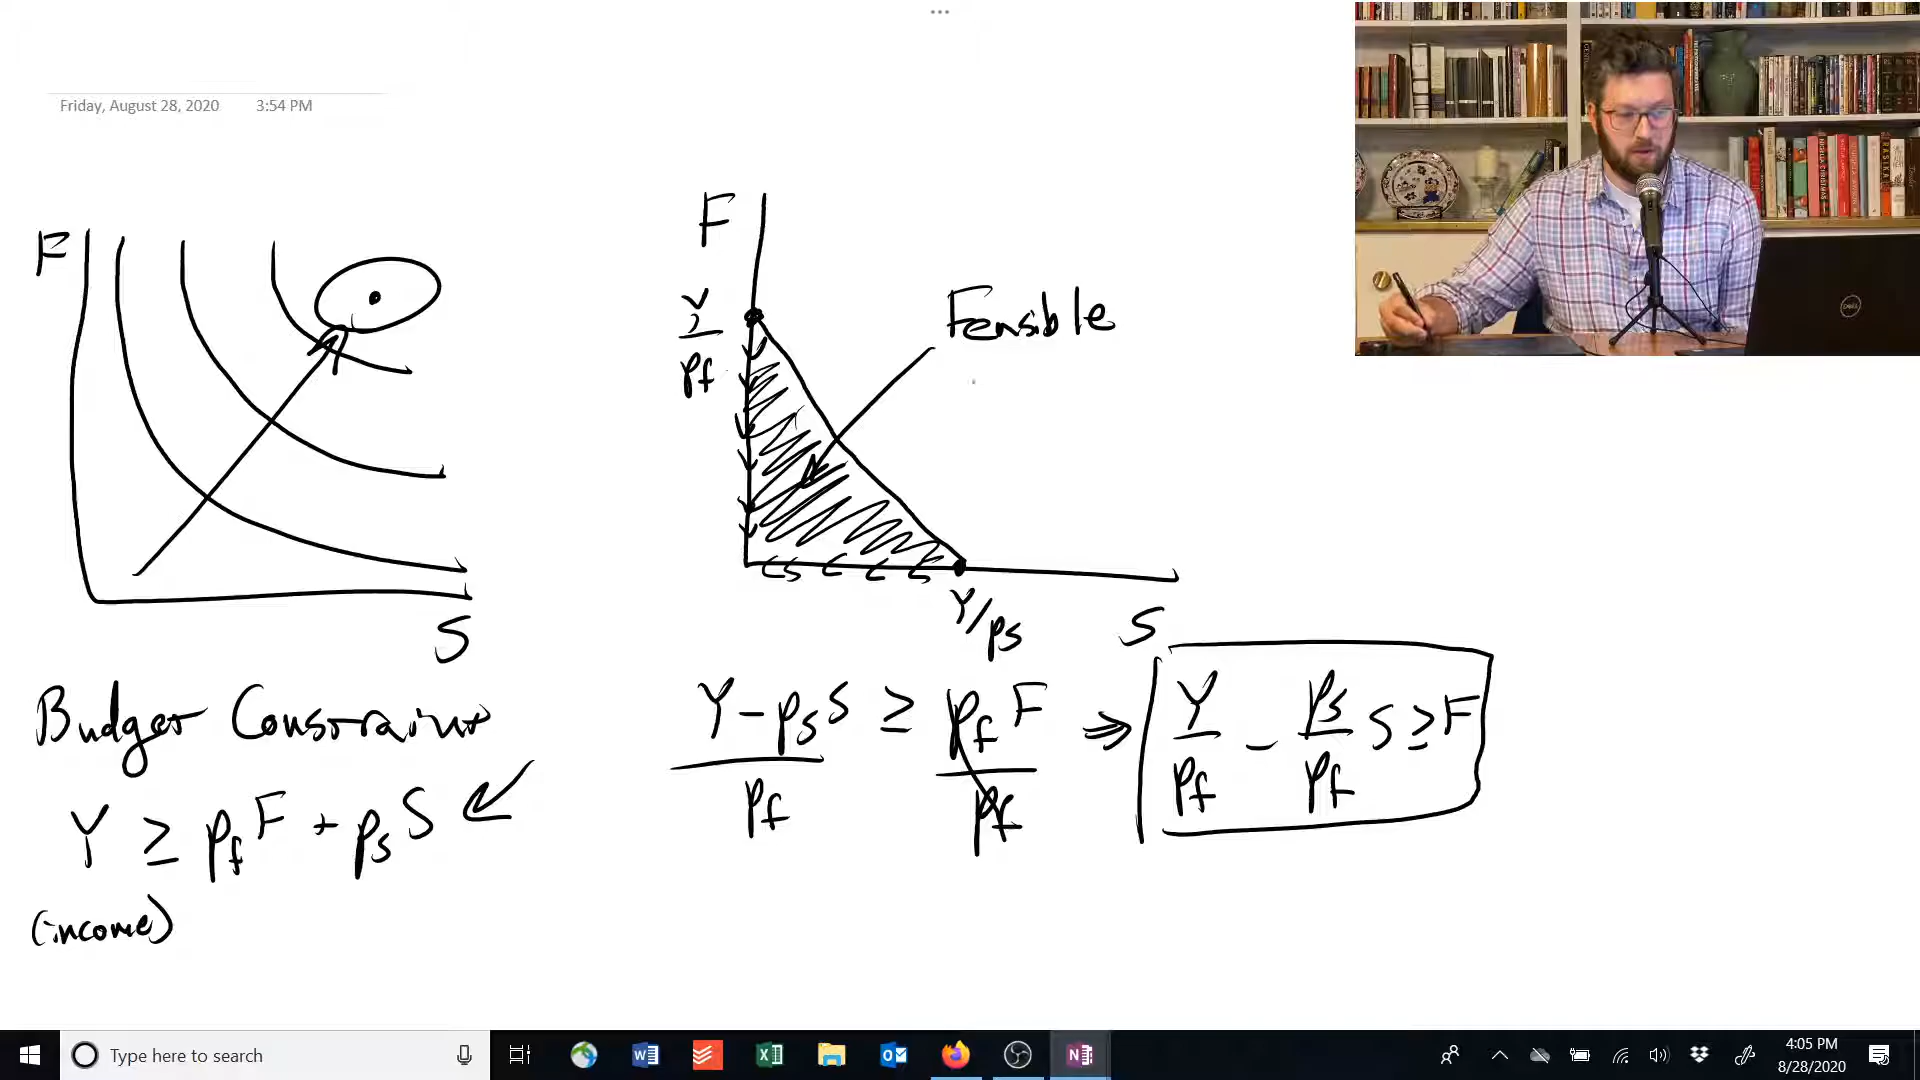 Friday, August 28, 2020 3:54 PM
F
S
F
Y
pf
Feasible
Y/ps
S
Budget Constraint
Y ≥ pf F + ps S
(income)
Y - ps S ≥ pf F ⇒ Y/pf - ps/pf S ≥ F
pf pf
Type here to search
4:05 PM
8/28/2020